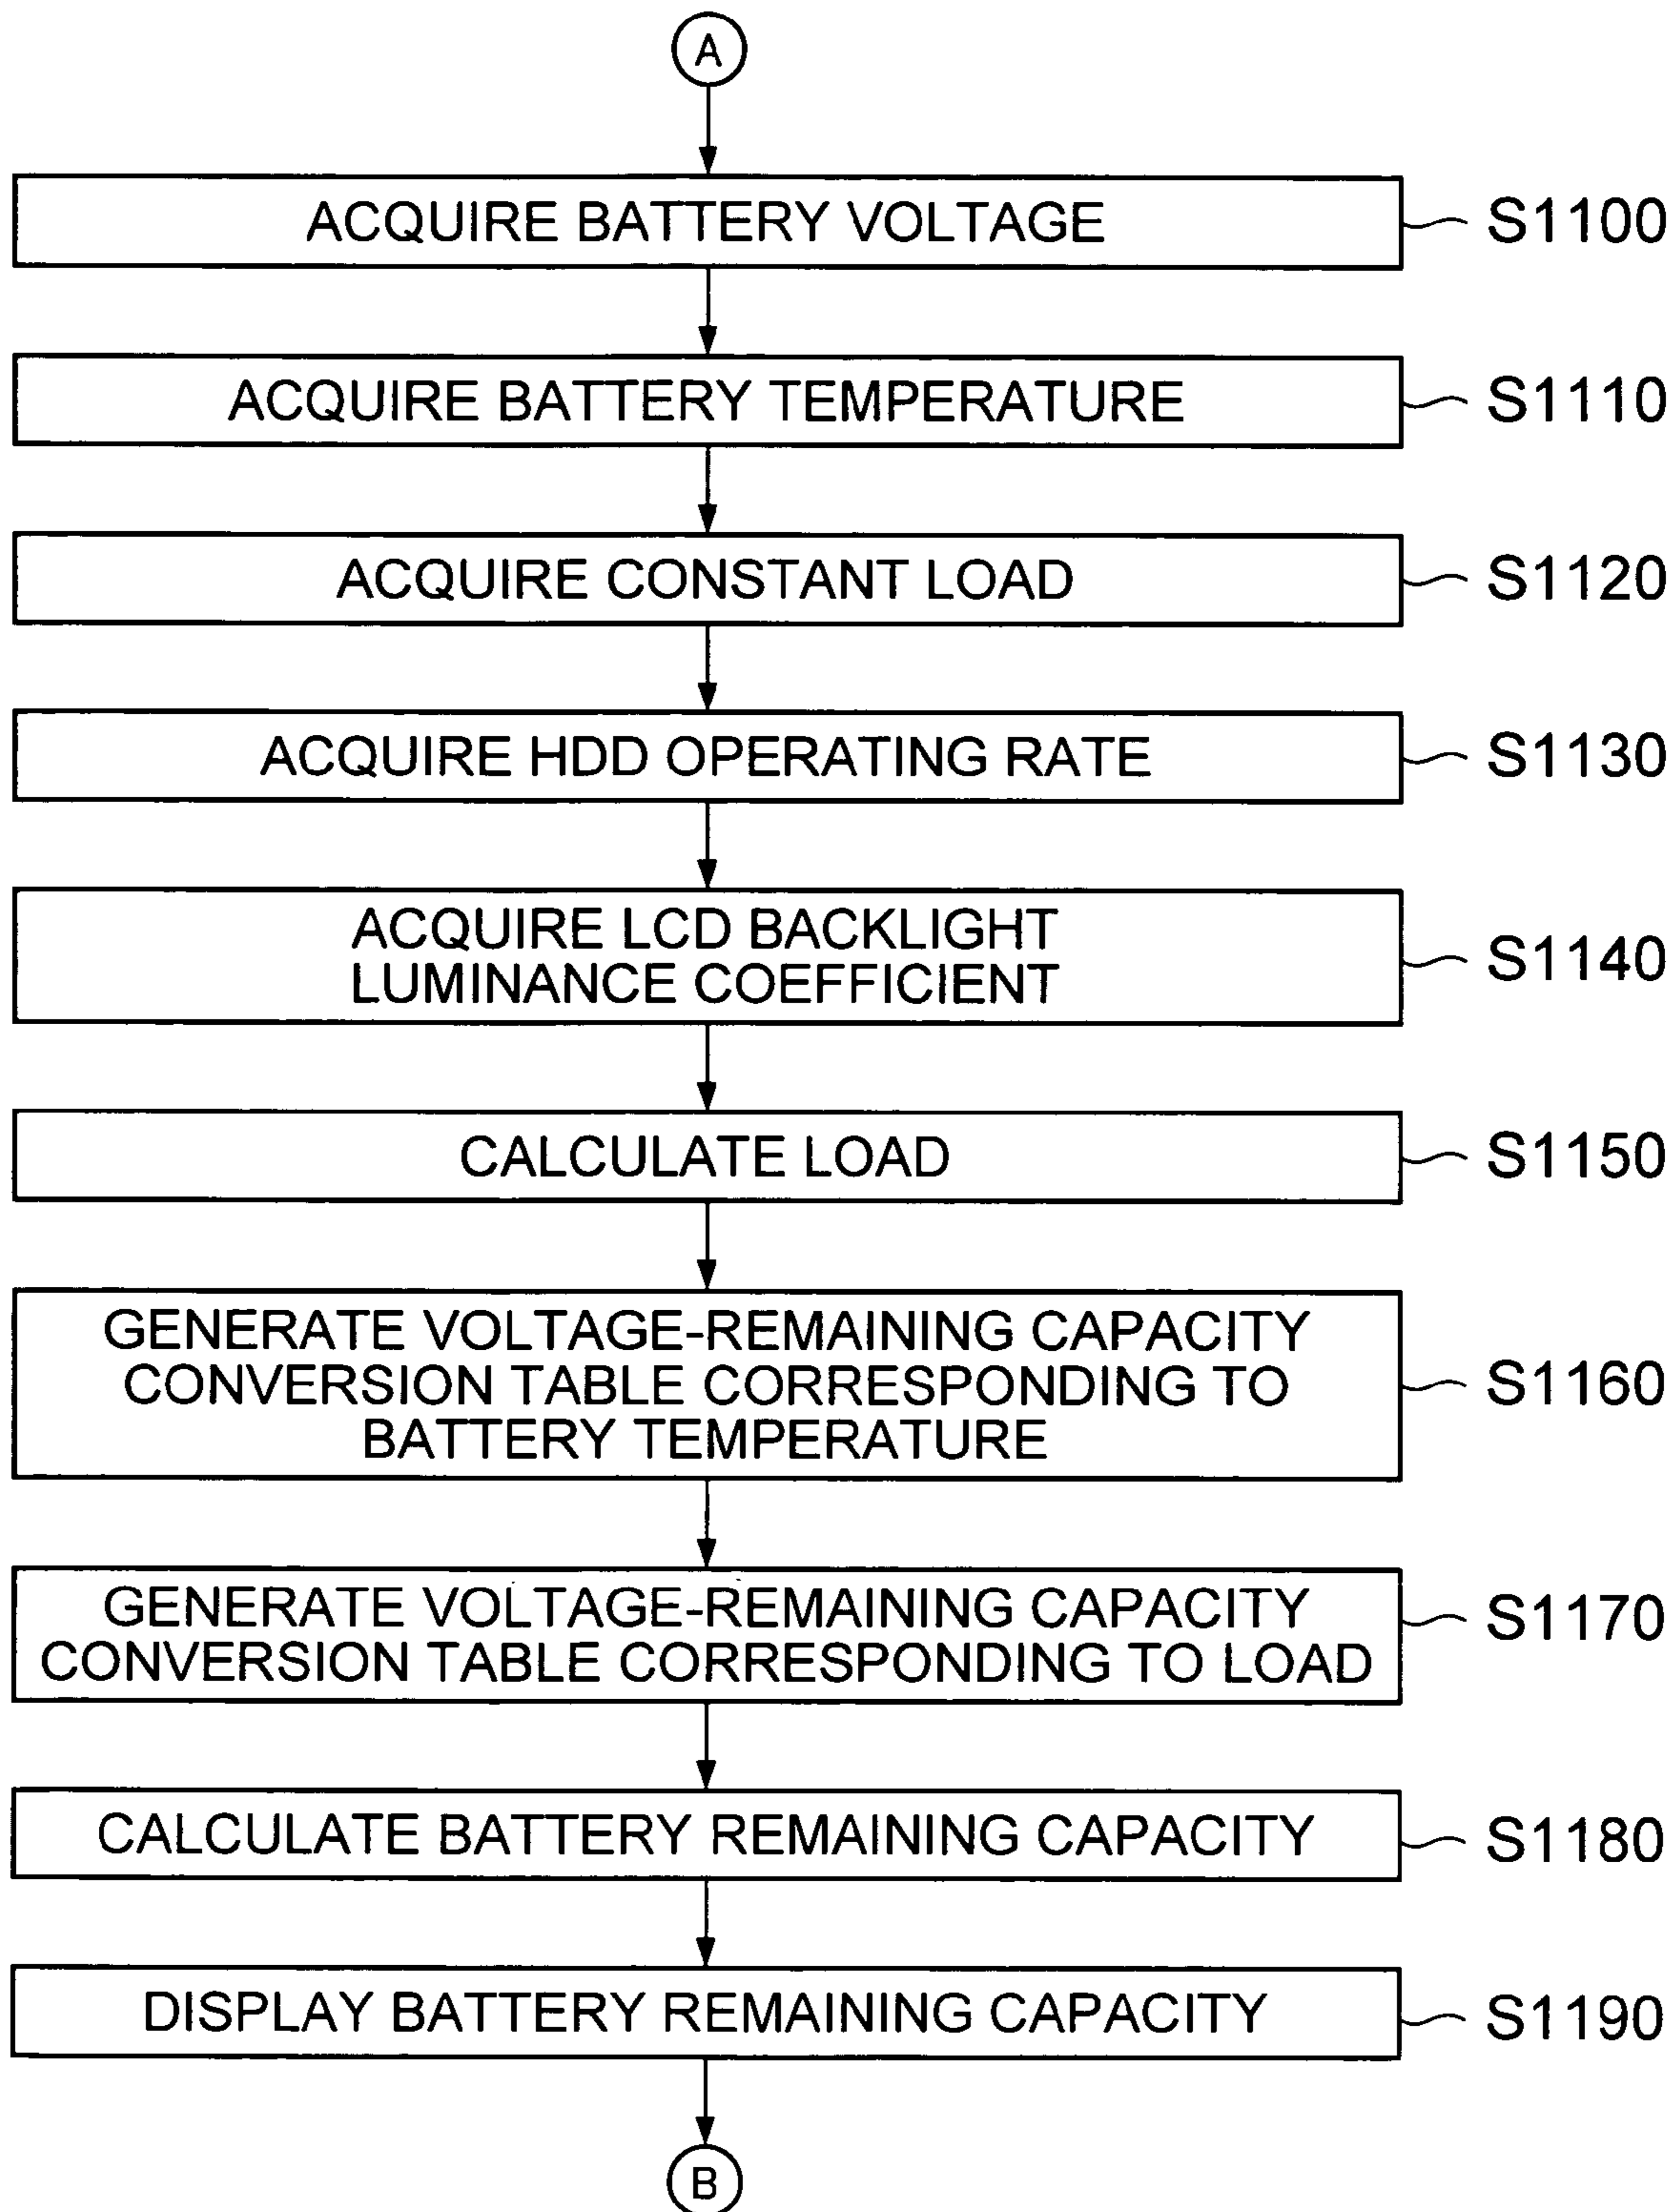 A
ACQUIRE BATTERY VOLTAGE
S1100
ACQUIRE BATTERY TEMPERATURE
S1110
ACQUIRE CONSTANT LOAD
S1120
ACQUIRE HDD OPERATING RATE
S1130
ACQUIRE LCD BACKLIGHT
LUMINANCE COEFFICIENT
S1140
CALCULATE LOAD
S1150
GENERATE VOLTAGE-REMAINING CAPACITY
CONVERSION TABLE CORRESPONDING TO
BATTERY TEMPERATURE
S1160
GENERATE VOLTAGE-REMAINING CAPACITY
CONVERSION TABLE CORRESPONDING TO LOAD
S1170
CALCULATE BATTERY REMAINING CAPACITY
S1180
DISPLAY BATTERY REMAINING CAPACITY
S1190
B